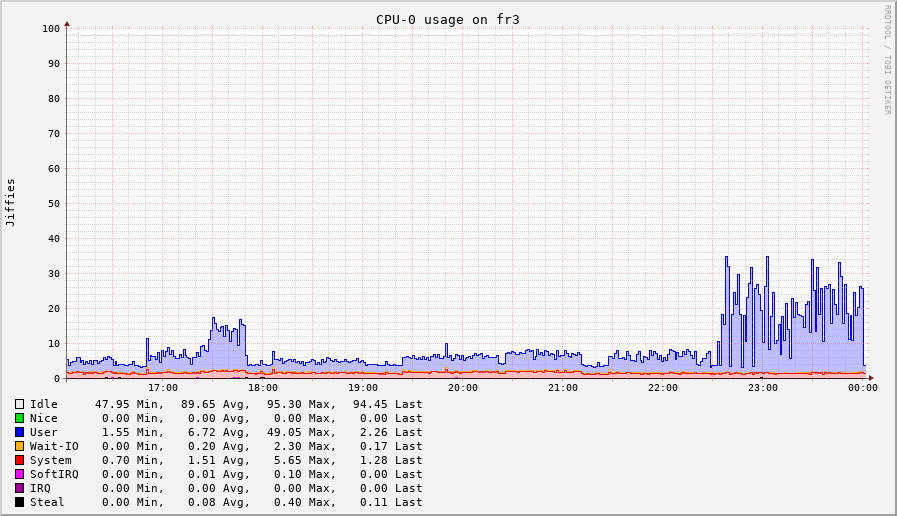 CPU-0 usage on fr3
RRDTOOL / TOBI OETIKER
Jiffies
100
90
80
70
60
50
40
30
20
10
0
17:00 18:00 19:00 20:00 21:00 22:00 23:00 00:00
Idle 47.95 Min, 89.65 Avg, 95.30 Max, 94.45 Last
Nice 0.00 Min, 0.00 Avg, 0.00 Max, 0.00 Last
User 1.55 Min, 6.72 Avg, 49.05 Max, 2.26 Last
Wait-IO 0.00 Min, 0.20 Avg, 2.30 Max, 0.17 Last
System 0.70 Min, 1.51 Avg, 5.65 Max, 1.28 Last
SoftIRQ 0.00 Min, 0.01 Avg, 0.10 Max, 0.00 Last
IRQ 0.00 Min, 0.00 Avg, 0.00 Max, 0.00 Last
Steal 0.00 Min, 0.08 Avg, 0.40 Max, 0.11 Last